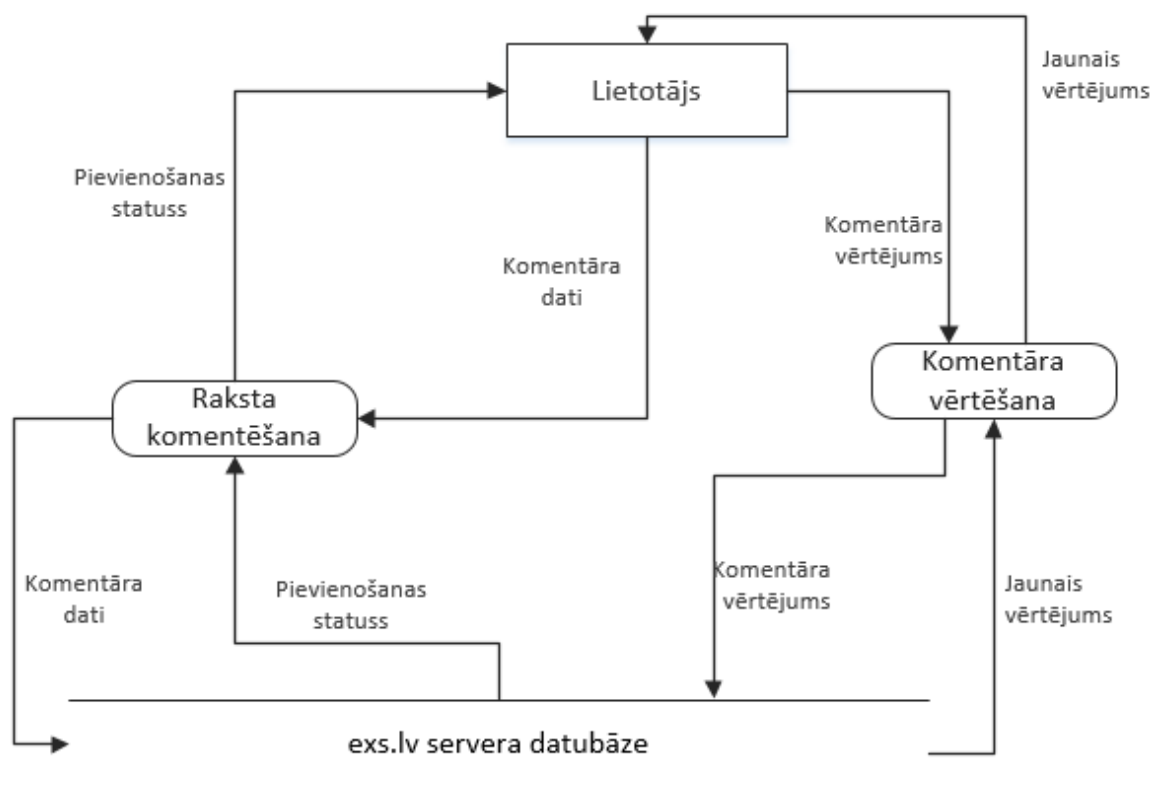 Jaunais
vērtējums
Lietotājs
Pievienošanas
statuss
Komentāra
vērtējums
Komentāra
dati
Komentāra
vērtēšana
Raksta
komentēšana
Komentāra
vērtējums
Komentāra
dati
Pievienošanas
statuss
Jaunais
vērtējums
exs.lv servera datubāze